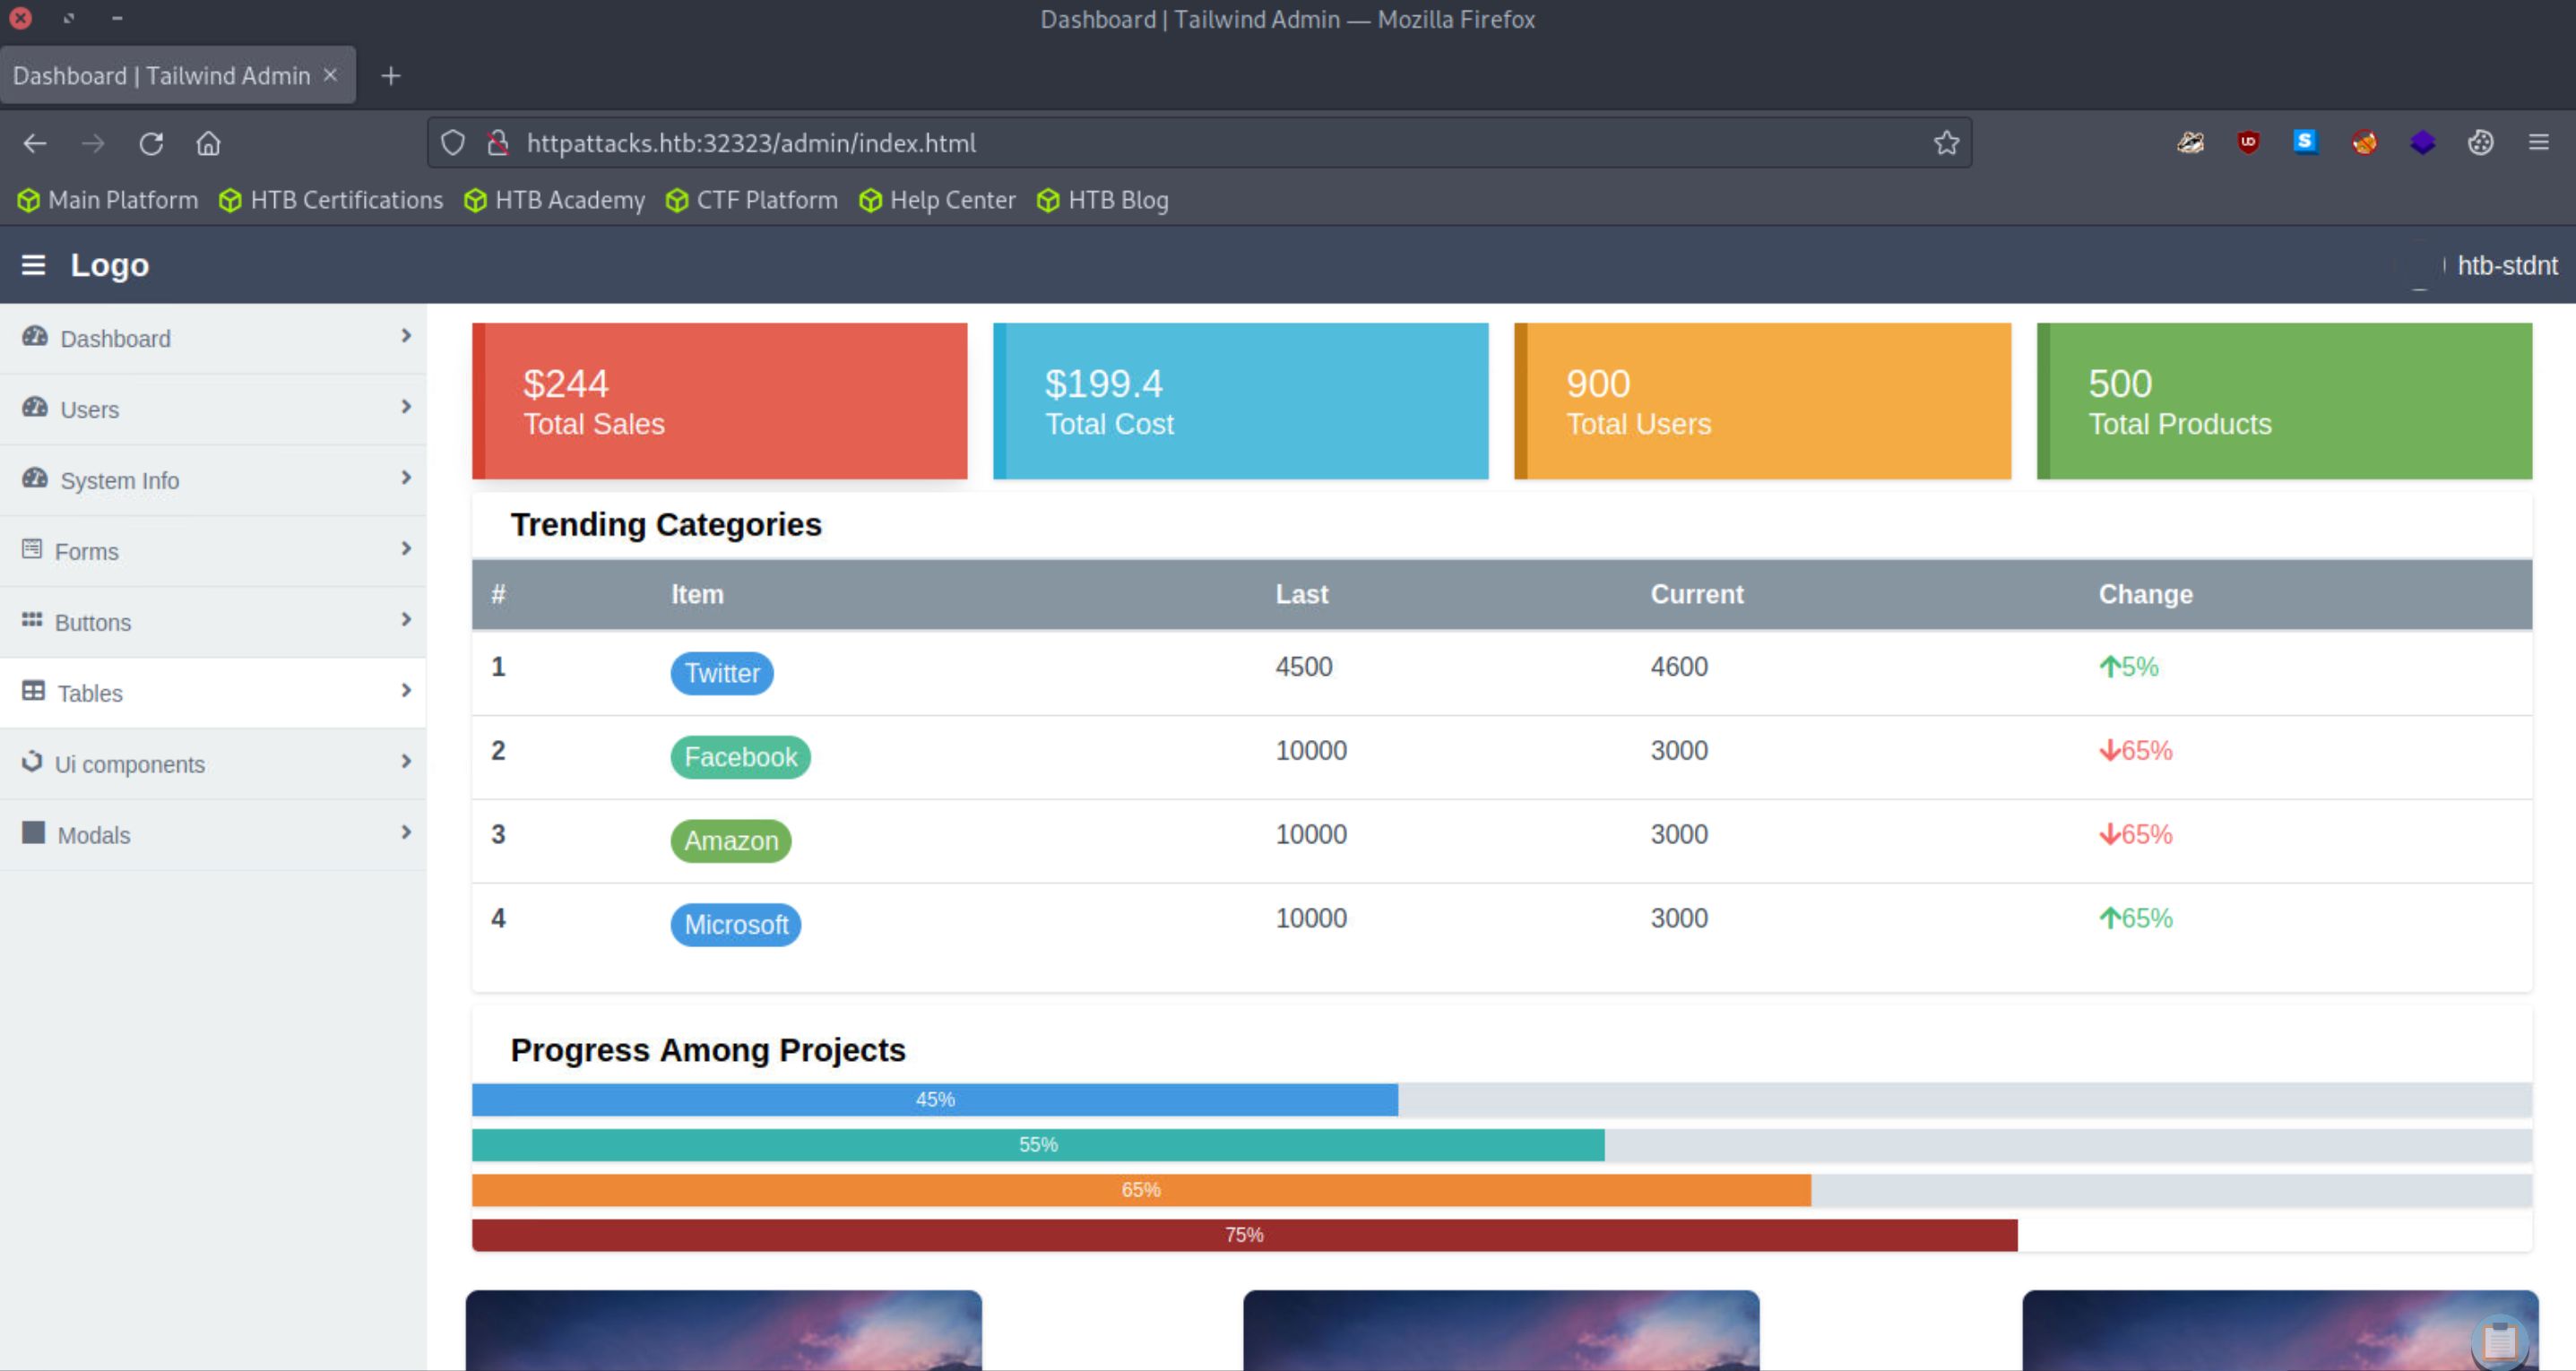 Dashboard | Tailwind Admin — Mozilla Firefox
Dashboard | Tailwind Admin
httpattacks.htb:32323/admin/index.html
Main Platform HTB Certifications HTB Academy CTF Platform Help Center HTB Blog
Logo
htb-stdnt
Dashboard
Users
System Info
Forms
Buttons
Tables
Ui components
Modals
$244
Total Sales
$199.4
Total Cost
900
Total Users
500
Total Products
Trending Categories
# Item Last Current Change
1 Twitter 4500 4600 5%
2 Facebook 10000 3000 65%
3 Amazon 10000 3000 65%
4 Microsoft 10000 3000 65%
Progress Among Projects
45%
55%
65%
75%